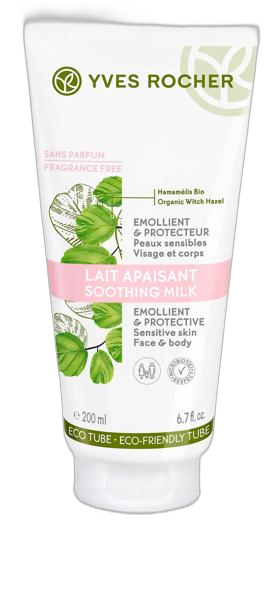 YVES ROCHER
SANS PARFUM
FRAGRANCE FREE
Hamamélis Bio
Organic Witch Hazel
EMOLLIENT
& PROTECTEUR
Peaux sensibles
Visage et corps
LAIT APAISANT
SOOTHING MILK
EMOLLIENT
& PROTECTIVE
Sensitive skin
Face & body
MICROBIOME
RESPECT
℮ 200 ml 6.7 fl. oz.
ECO TUBE • ECO-FRIENDLY TUBE